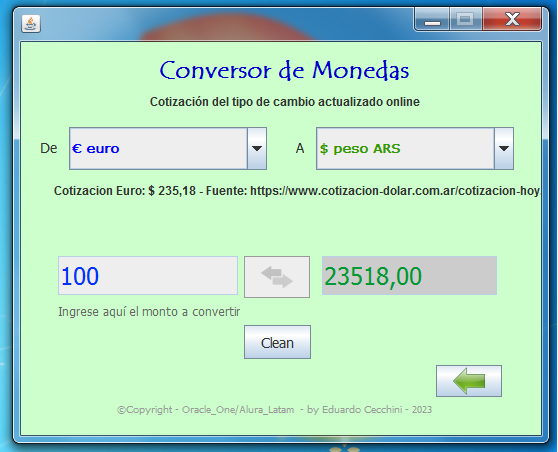 Conversor de Monedas
Cotización del tipo de cambio actualizado online
De € euro A $ peso ARS
Cotizacion Euro: $ 235,18 - Fuente: https://www.cotizacion-dolar.com.ar/cotizacion-hoy.
100 23518,00
Ingrese aquí el monto a convertir
Clean
©Copyright - Oracle_One/Alura_Latam - by Eduardo Cecchini - 2023